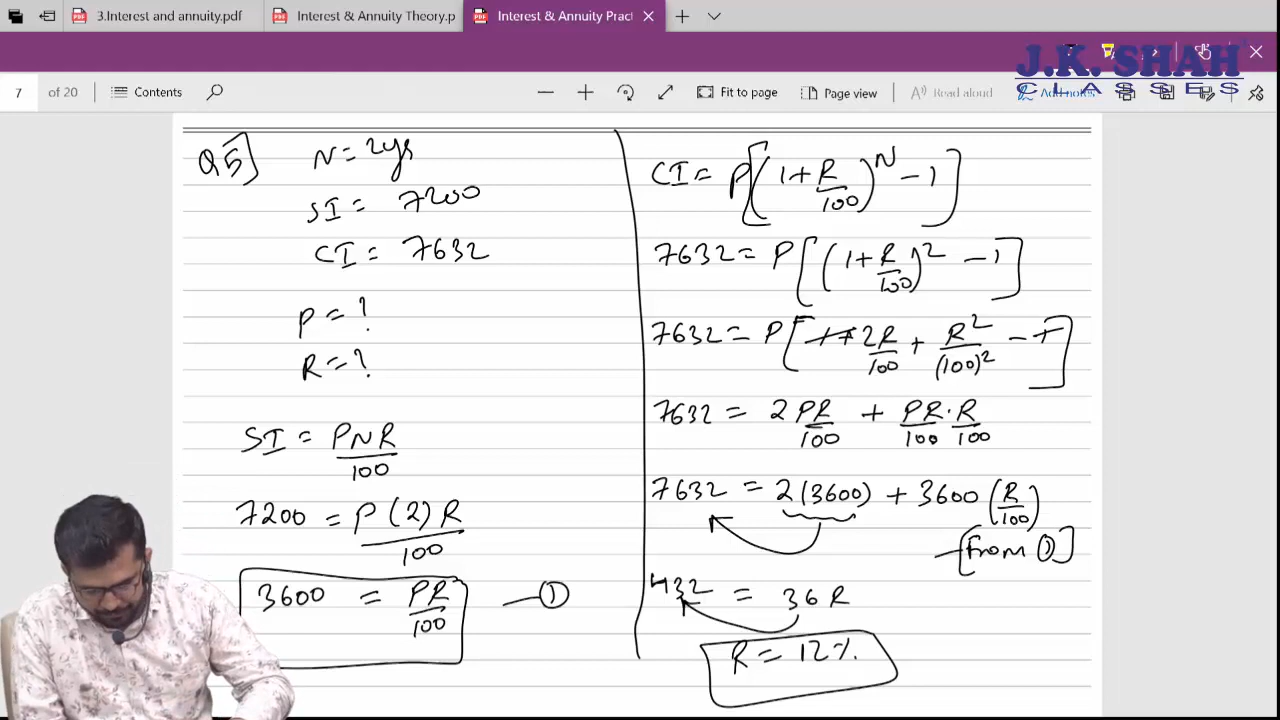 3.Interest and annuity.pdf
Interest & Annuity Theory.p
Interest & Annuity Pract
J.K. SHAH
CLASSES
7 of 20
Contents
Fit to page
Page view
Read aloud
Add notes
Q5]
N = 2yrs
SI = 7200
CI = 7632
P = ?
R = ?
SI = PNR/100
7200 = P(2)R/100
3600 = PR/100 — ①
CI = P[(1+R/100)^N − 1]
7632 = P[(1+R/100)^2 − 1]
7632 = P[1+2R/100 + R^2/(100)^2 − 1]
7632 = 2PR/100 + PR/100 · R/100
7632 = 2(3600) + 3600(R/100)
—[From ①]
432 = 36R
R = 12%